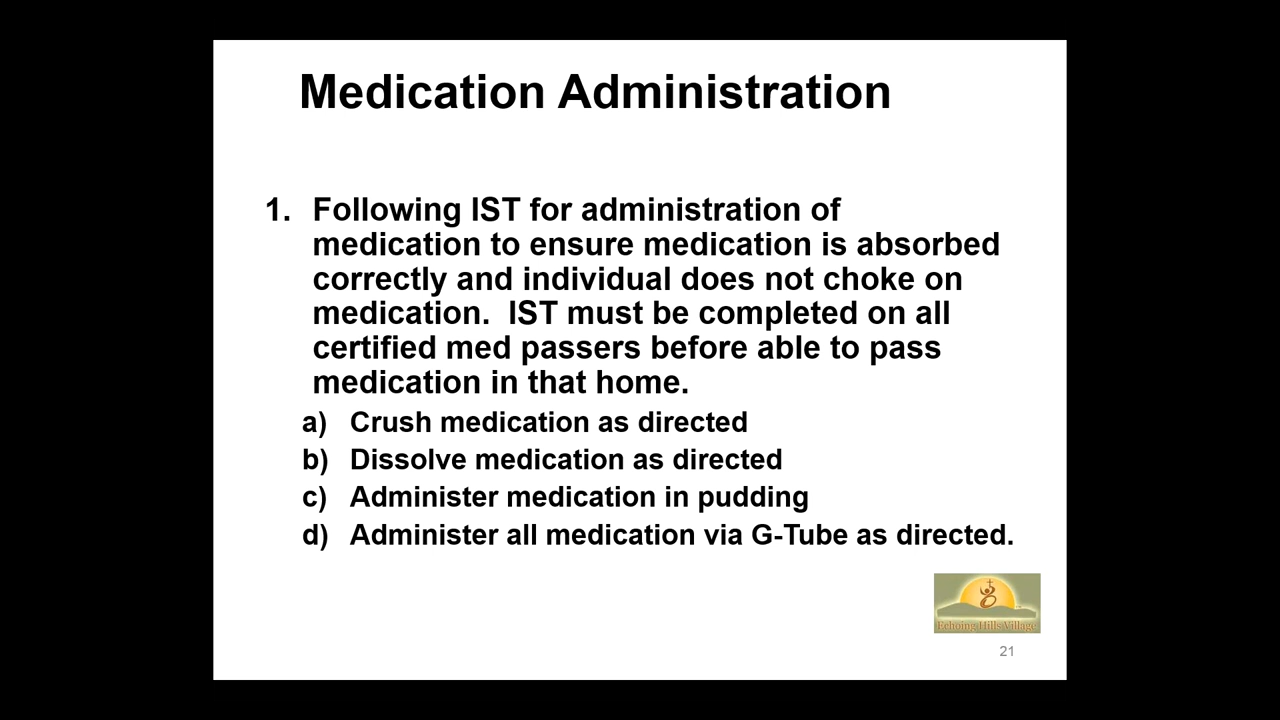 Medication Administration
1. Following IST for administration of
medication to ensure medication is absorbed
correctly and individual does not choke on
medication.  IST must be completed on all
certified med passers before able to pass
medication in that home.
a) Crush medication as directed
b) Dissolve medication as directed
c) Administer medication in pudding
d) Administer all medication via G-Tube as directed.
Echoing Hills Village
21